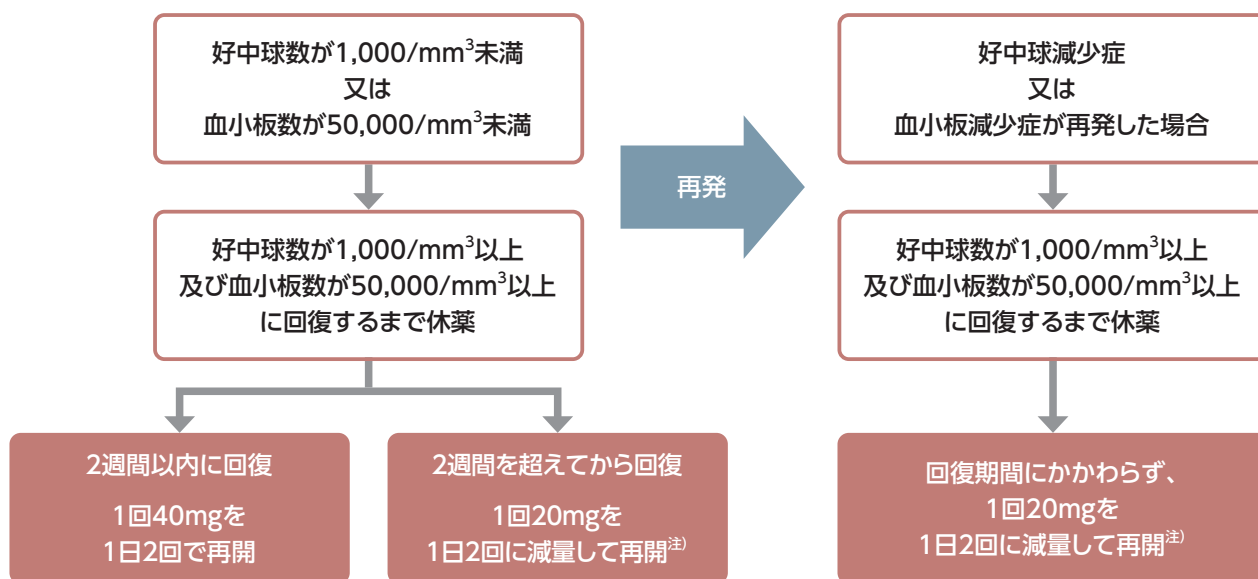 好中球数が1,000/mm³未満
又は
血小板数が50,000/mm³未満
好中球数が1,000/mm³以上
及び血小板数が50,000/mm³以上
に回復するまで休薬
2週間以内に回復
1回40mgを
1日2回で再開
2週間を超えてから回復
1回20mgを
1日2回に減量して再開注)
再発
好中球減少症
又は
血小板減少症が再発した場合
好中球数が1,000/mm³以上
及び血小板数が50,000/mm³以上
に回復するまで休薬
回復期間にかかわらず、
1回20mgを
1日2回に減量して再開注)